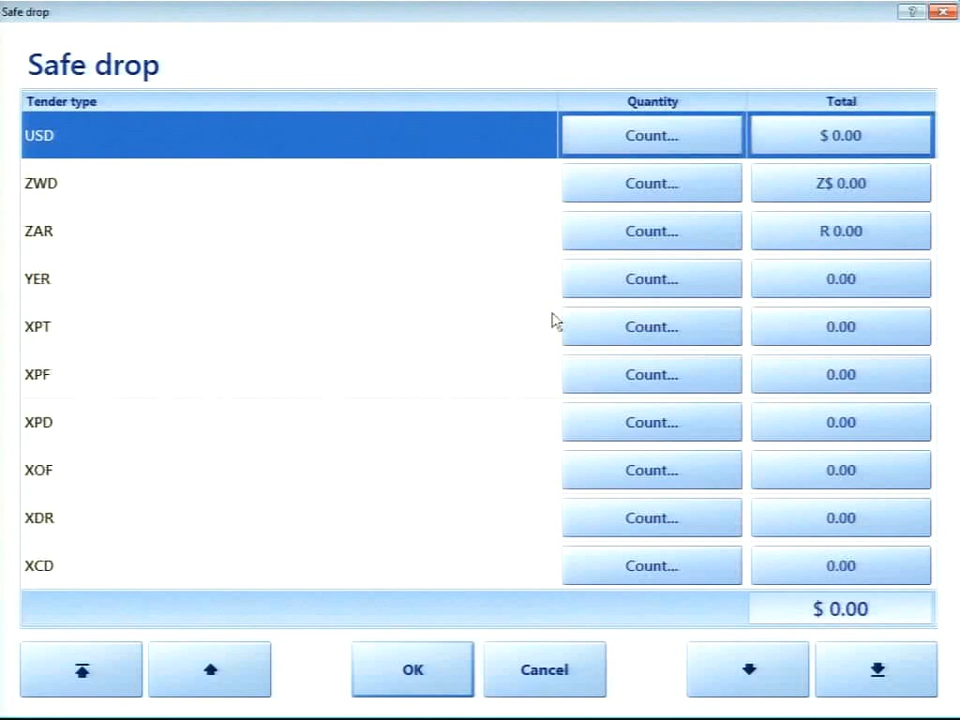 Safe drop
Safe drop
Tender type Quantity Total
USD Count... $ 0.00
ZWD Count... Z$ 0.00
ZAR Count... R 0.00
YER Count... 0.00
XPT Count... 0.00
XPF Count... 0.00
XPD Count... 0.00
XOF Count... 0.00
XDR Count... 0.00
XCD Count... 0.00
$ 0.00
OK Cancel